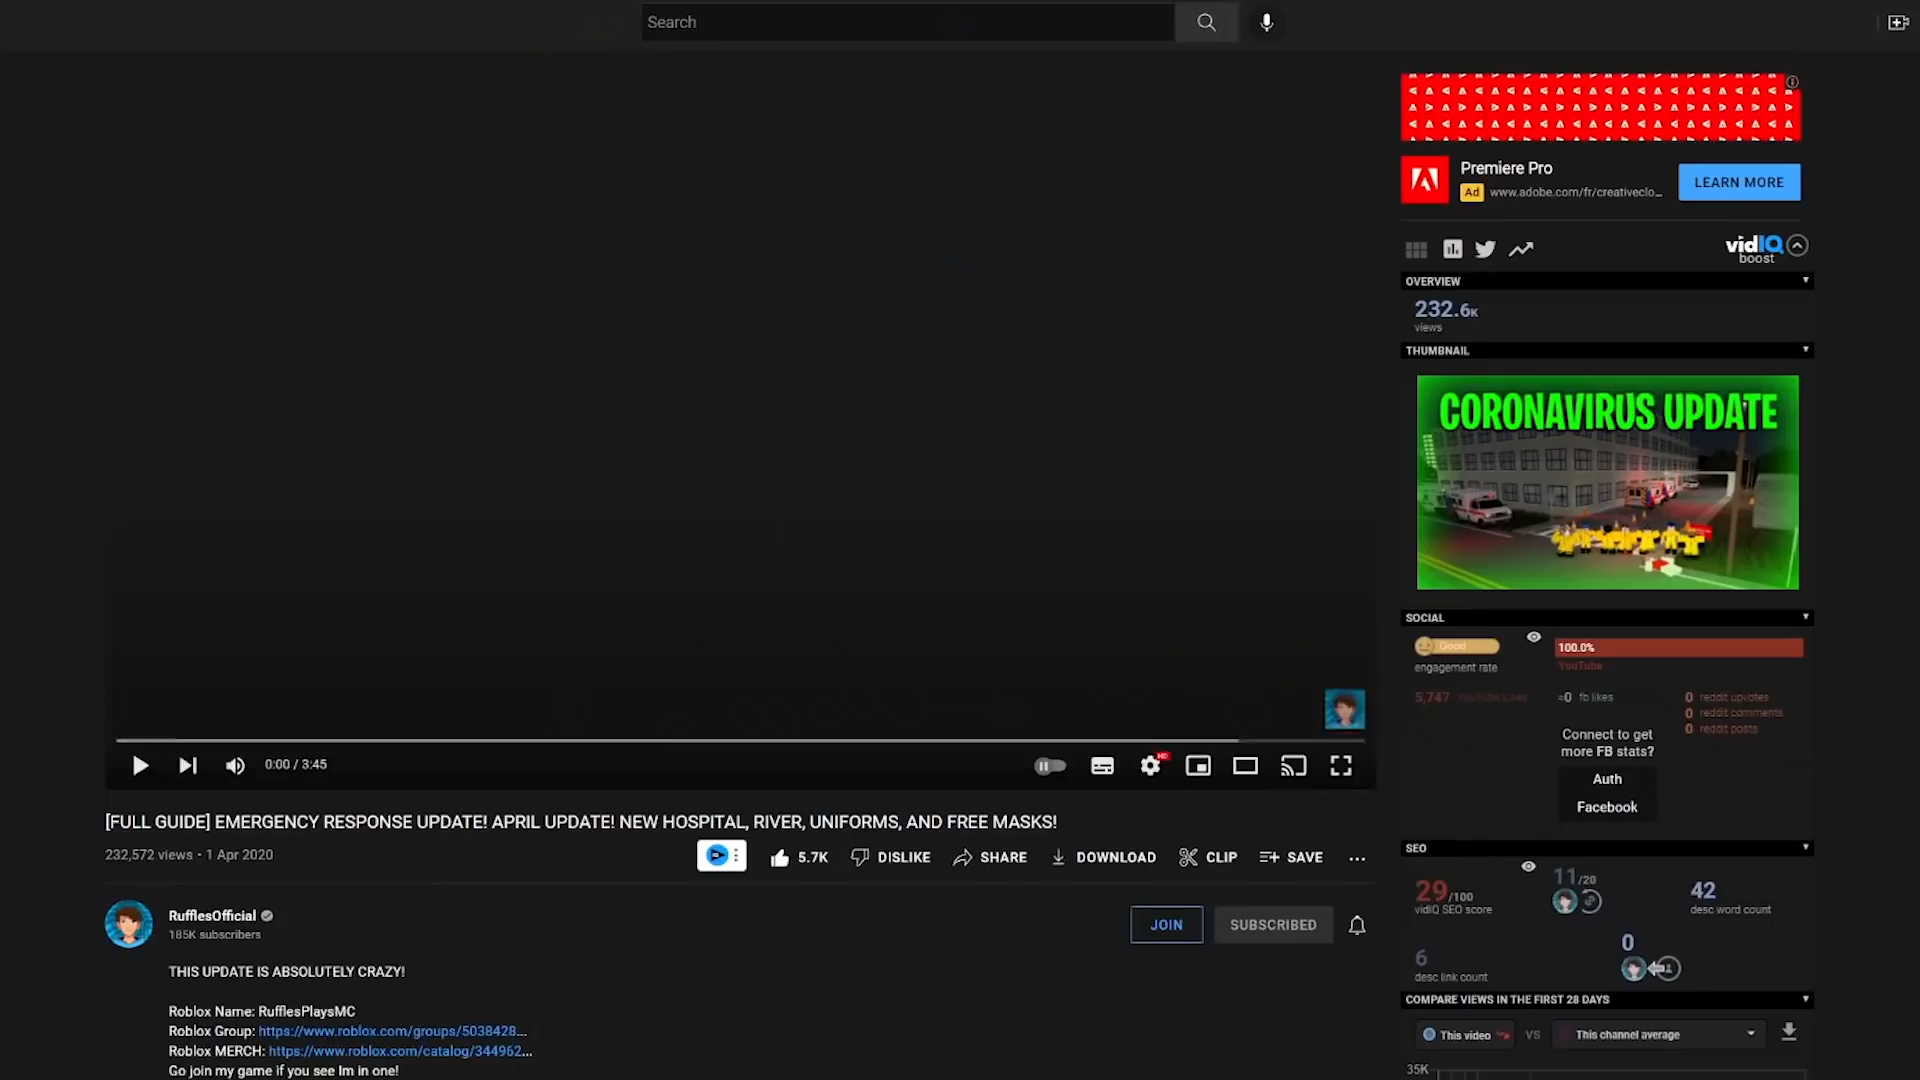 Search
Premiere Pro
Ad www.adobe.com/fr/creativeclo...
LEARN MORE
vidIQ
boost
OVERVIEW
232.6K
views
THUMBNAIL
CORONAVIRUS UPDATE
SOCIAL
Good
engagement rate
100.0%
YouTube
5,747 YouTube Likes
≈0 fb likes
0 reddit upvotes
0 reddit comments
0 reddit posts
Connect to get
more FB stats?
Auth
Facebook
HD
0:00 / 3:45
[FULL GUIDE] EMERGENCY RESPONSE UPDATE! APRIL UPDATE! NEW HOSPITAL, RIVER, UNIFORMS, AND FREE MASKS!
232,572 views • 1 Apr 2020
5.7K DISLIKE SHARE DOWNLOAD CLIP SAVE ...
RufflesOfficial
185K subscribers
JOIN SUBSCRIBED
THIS UPDATE IS ABSOLUTELY CRAZY!
Roblox Name: RufflesPlaysMC
Roblox Group: https://www.roblox.com/groups/5038428...
Roblox MERCH: https://www.roblox.com/catalog/344962...
Go join my game if you see Im in one!
SEO
29/100
vidIQ SEO score
11/20
42
desc word count
6
desc link count
0
COMPARE VIEWS IN THE FIRST 28 DAYS
This video VS This channel average
35K